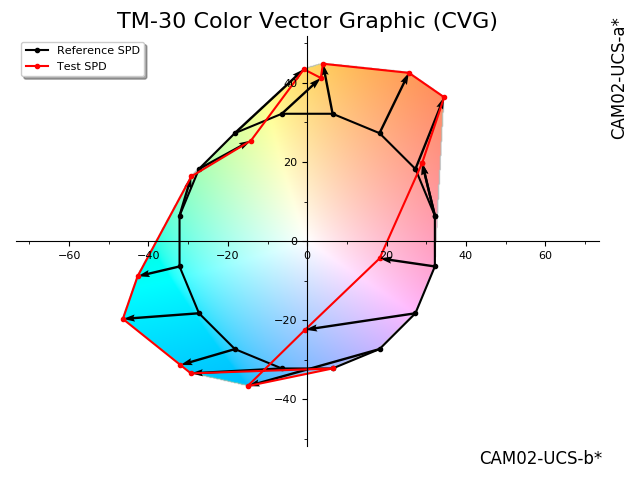 TM-30 Color Vector Graphic (CVG)
Reference SPD
Test SPD
CAM02-UCS-a*
40
20
0
−20
−40
−60
−40
−20
0
20
40
60
CAM02-UCS-b*